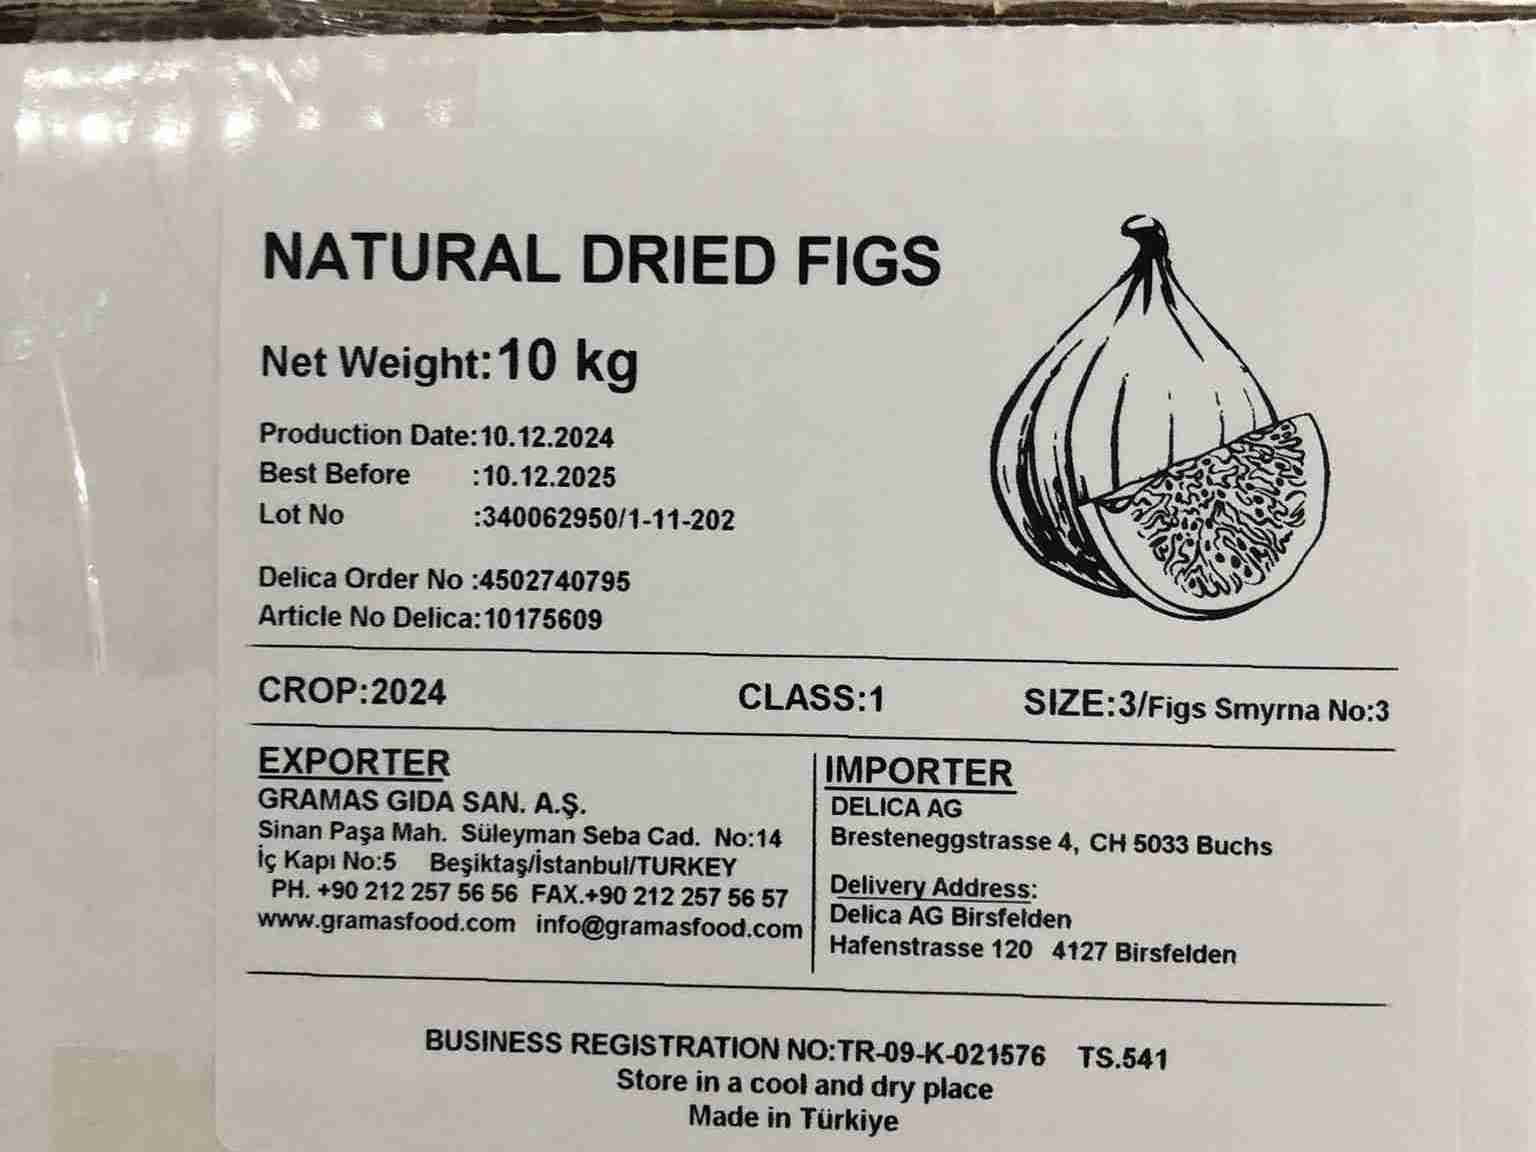 NATURAL DRIED FIGS
Net Weight:10 kg
Production Date:10.12.2024
Best Before :10.12.2025
Lot No :340062950/1-11-202
Delica Order No :4502740795
Article No Delica:10175609
CROP:2024 CLASS:1 SIZE:3/Figs Smyrna No:3
EXPORTER
GRAMAS GIDA SAN. A.Ş.
Sinan Paşa Mah. Süleyman Seba Cad. No:14
İç Kapı No:5 Beşiktaş/İstanbul/TURKEY
PH. +90 212 257 56 56 FAX.+90 212 257 56 57
www.gramasfood.com info@gramasfood.com
IMPORTER
DELICA AG
Bresteneggstrasse 4, CH 5033 Buchs
Delivery Address:
Delica AG Birsfelden
Hafenstrasse 120 4127 Birsfelden
BUSINESS REGISTRATION NO:TR-09-K-021576 TS.541
Store in a cool and dry place
Made in Türkiye